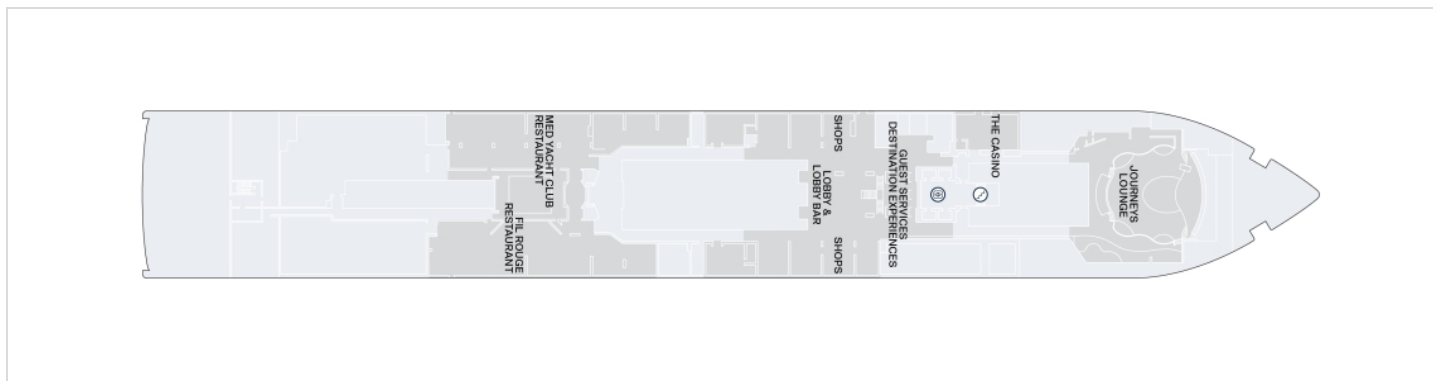 MED YACHT CLUB
RESTAURANT
FIL ROUGE
RESTAURANT
SHOPS
LOBBY &
LOBBY BAR
SHOPS
GUEST SERVICES
DESTINATION EXPERIENCES
THE CASINO
JOURNEYS
LOUNGE